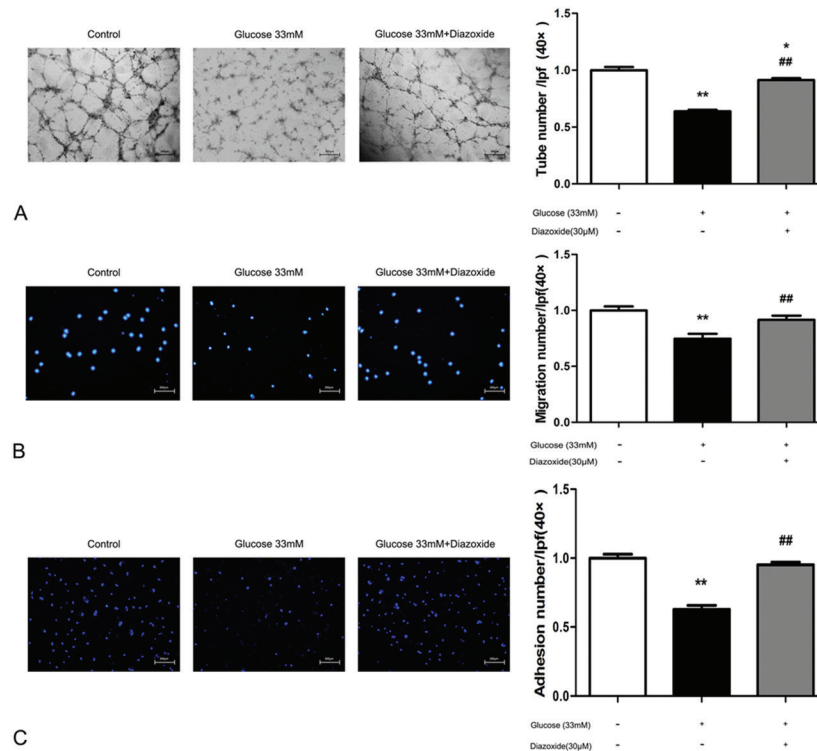 Control Glucose 33mM Glucose 33mM+Diazoxide
Tube number /lpf (40× )
1.5
1.0
0.5
0.0
**
*
##
Glucose (33mM) - + +
Diazoxide(30μM) - - +
A
Control Glucose 33mM Glucose 33mM+Diazoxide
Migration number/lpf(40× )
1.5
1.0
0.5
0.0
**
##
Glucose (33mM) - + +
Diazoxide(30μM) - - +
B
Control Glucose 33mM Glucose 33mM+Diazoxide
Adhesion number/lpf(40× )
1.5
1.0
0.5
0.0
**
##
Glucose (33mM) - + +
Diazoxide(30μM) - - +
C